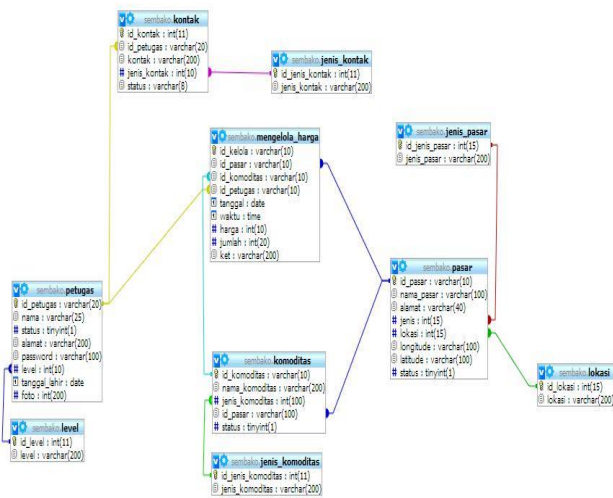 sembako.kontak
id_kontak : int(11)
id_petugas : varchar(20)
kontak : varchar(200)
jenis_kontak : int(10)
status : varchar(8)
sembako.jenis_kontak
id_jenis_kontak : int(11)
jenis_kontak : varchar(200)
sembako.mengelola_harga
id_kelola : varchar(10)
id_pasar : varchar(10)
id_komoditas : varchar(10)
id_petugas : varchar(10)
tanggal : date
waktu : time
harga : int(10)
jumlah : int(20)
ket : varchar(200)
sembako.jenis_pasar
id_jenis_pasar : int(15)
jenis_pasar : varchar(200)
sembako.petugas
id_petugas : varchar(20)
nama : varchar(25)
status : tinyint(1)
alamat : varchar(200)
password : varchar(100)
level : int(10)
tanggal_lahir : date
foto : int(200)
sembako.pasar
id_pasar : varchar(10)
nama_pasar : varchar(100)
alamat : varchar(40)
jenis : int(15)
lokasi : int(15)
longitude : varchar(100)
latitude : varchar(100)
status : tinyint(1)
sembako.komoditas
id_komoditas : varchar(10)
nama_komoditas : varchar(200)
jenis_komoditas : int(100)
id_pasar : varchar(100)
status : tinyint(1)
sembako.lokasi
id_lokasi : int(15)
lokasi : varchar(200)
sembako.level
id_level : int(11)
level : varchar(200)
sembako.jenis_komoditas
id_jenis_komoditas : int(11)
jenis_komoditas : varchar(200)